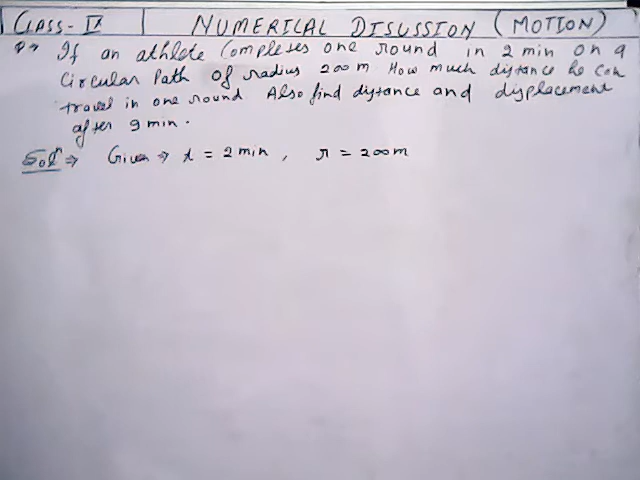 CLASS - IX NUMERICAL DISUSSION (MOTION)
Q⇒ If an athlete Completes one round in 2 min on a
Circular Path of radius 200 m How much distance he can
travel in one round Also find distance and displacement
after 9 min.
Solⁿ ⇒ Given ⇒ t = 2 min, r = 200m